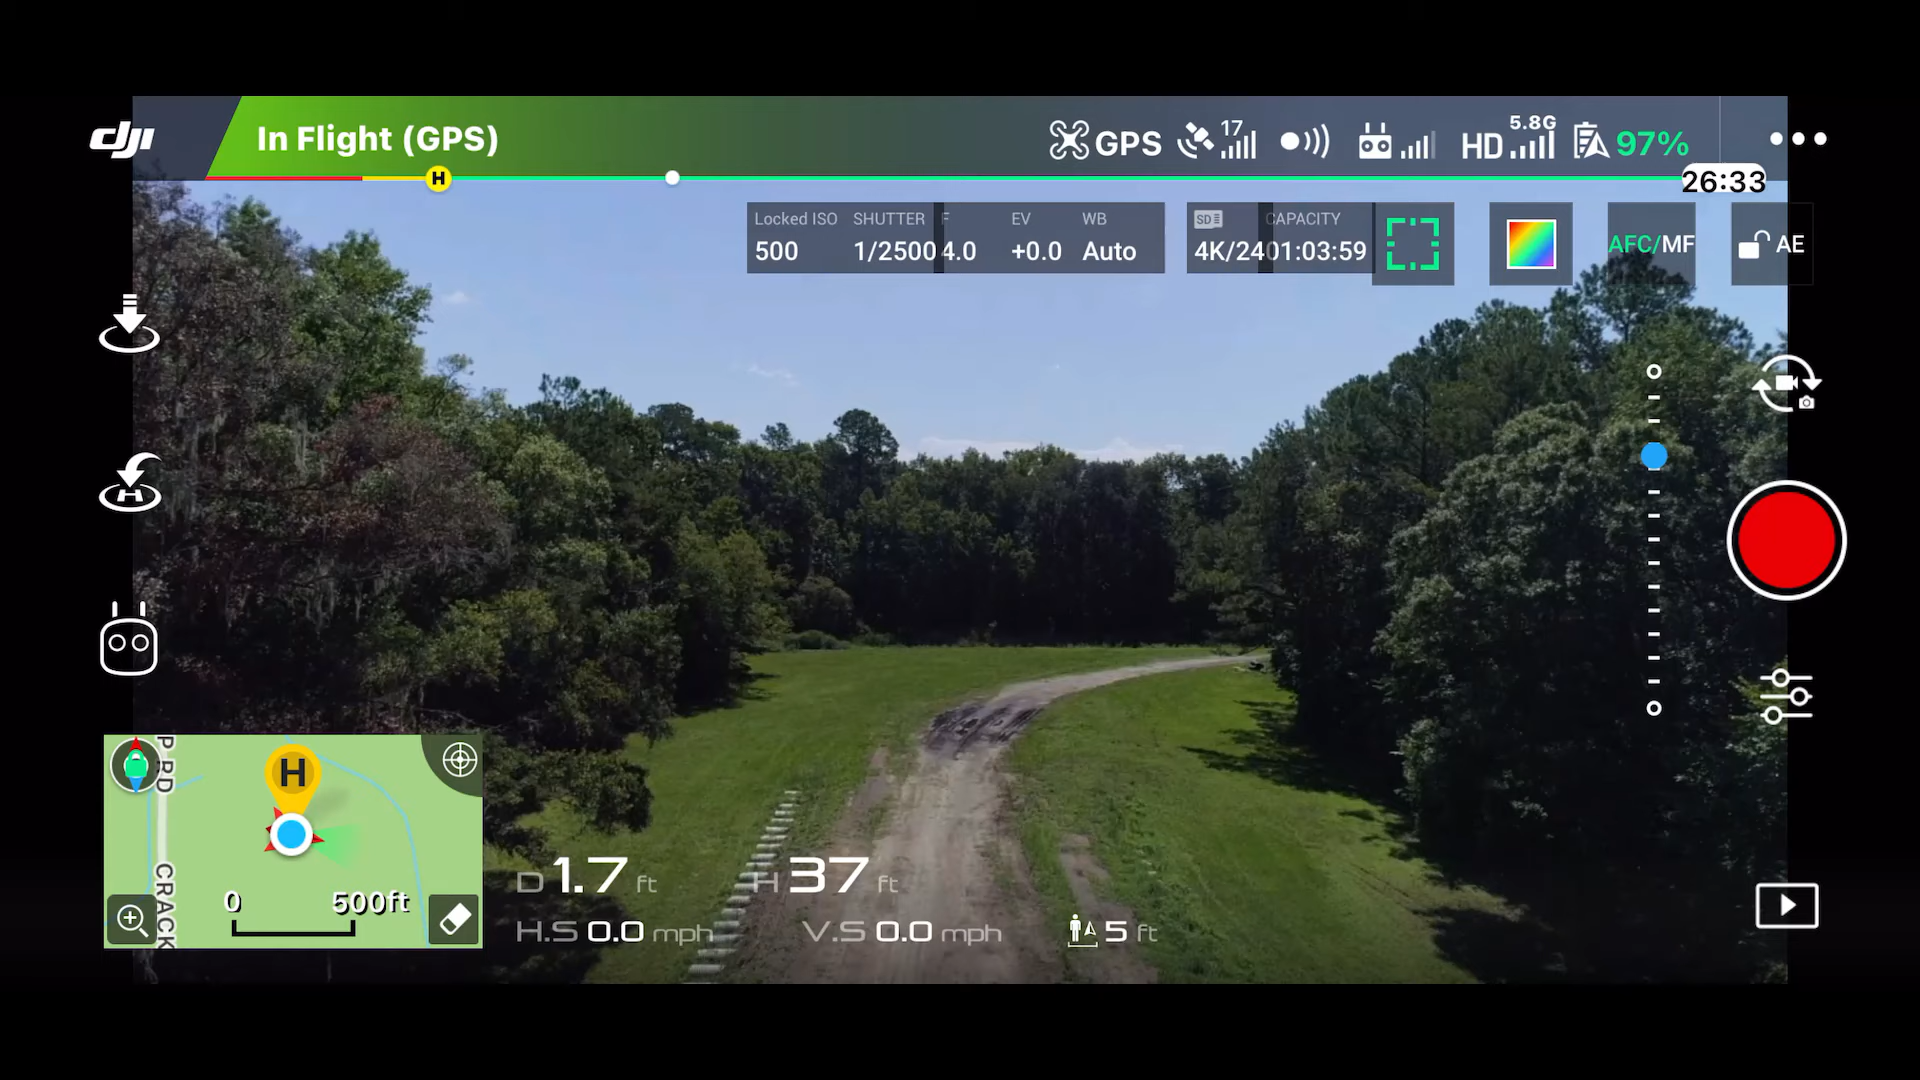 dji
In Flight (GPS)
GPS
17
HD 5.8G
97%
H
26:33
Locked ISO SHUTTER F EV WB
500 1/2500 4.0 +0.0 Auto
SD CAPACITY
4K/24 01:03:59
AFC/MF
AE
H
H
P RD
CRACK
0 500ft
D 1.7 ft H 37 ft
H.S 0.0 mph V.S 0.0 mph 5 ft